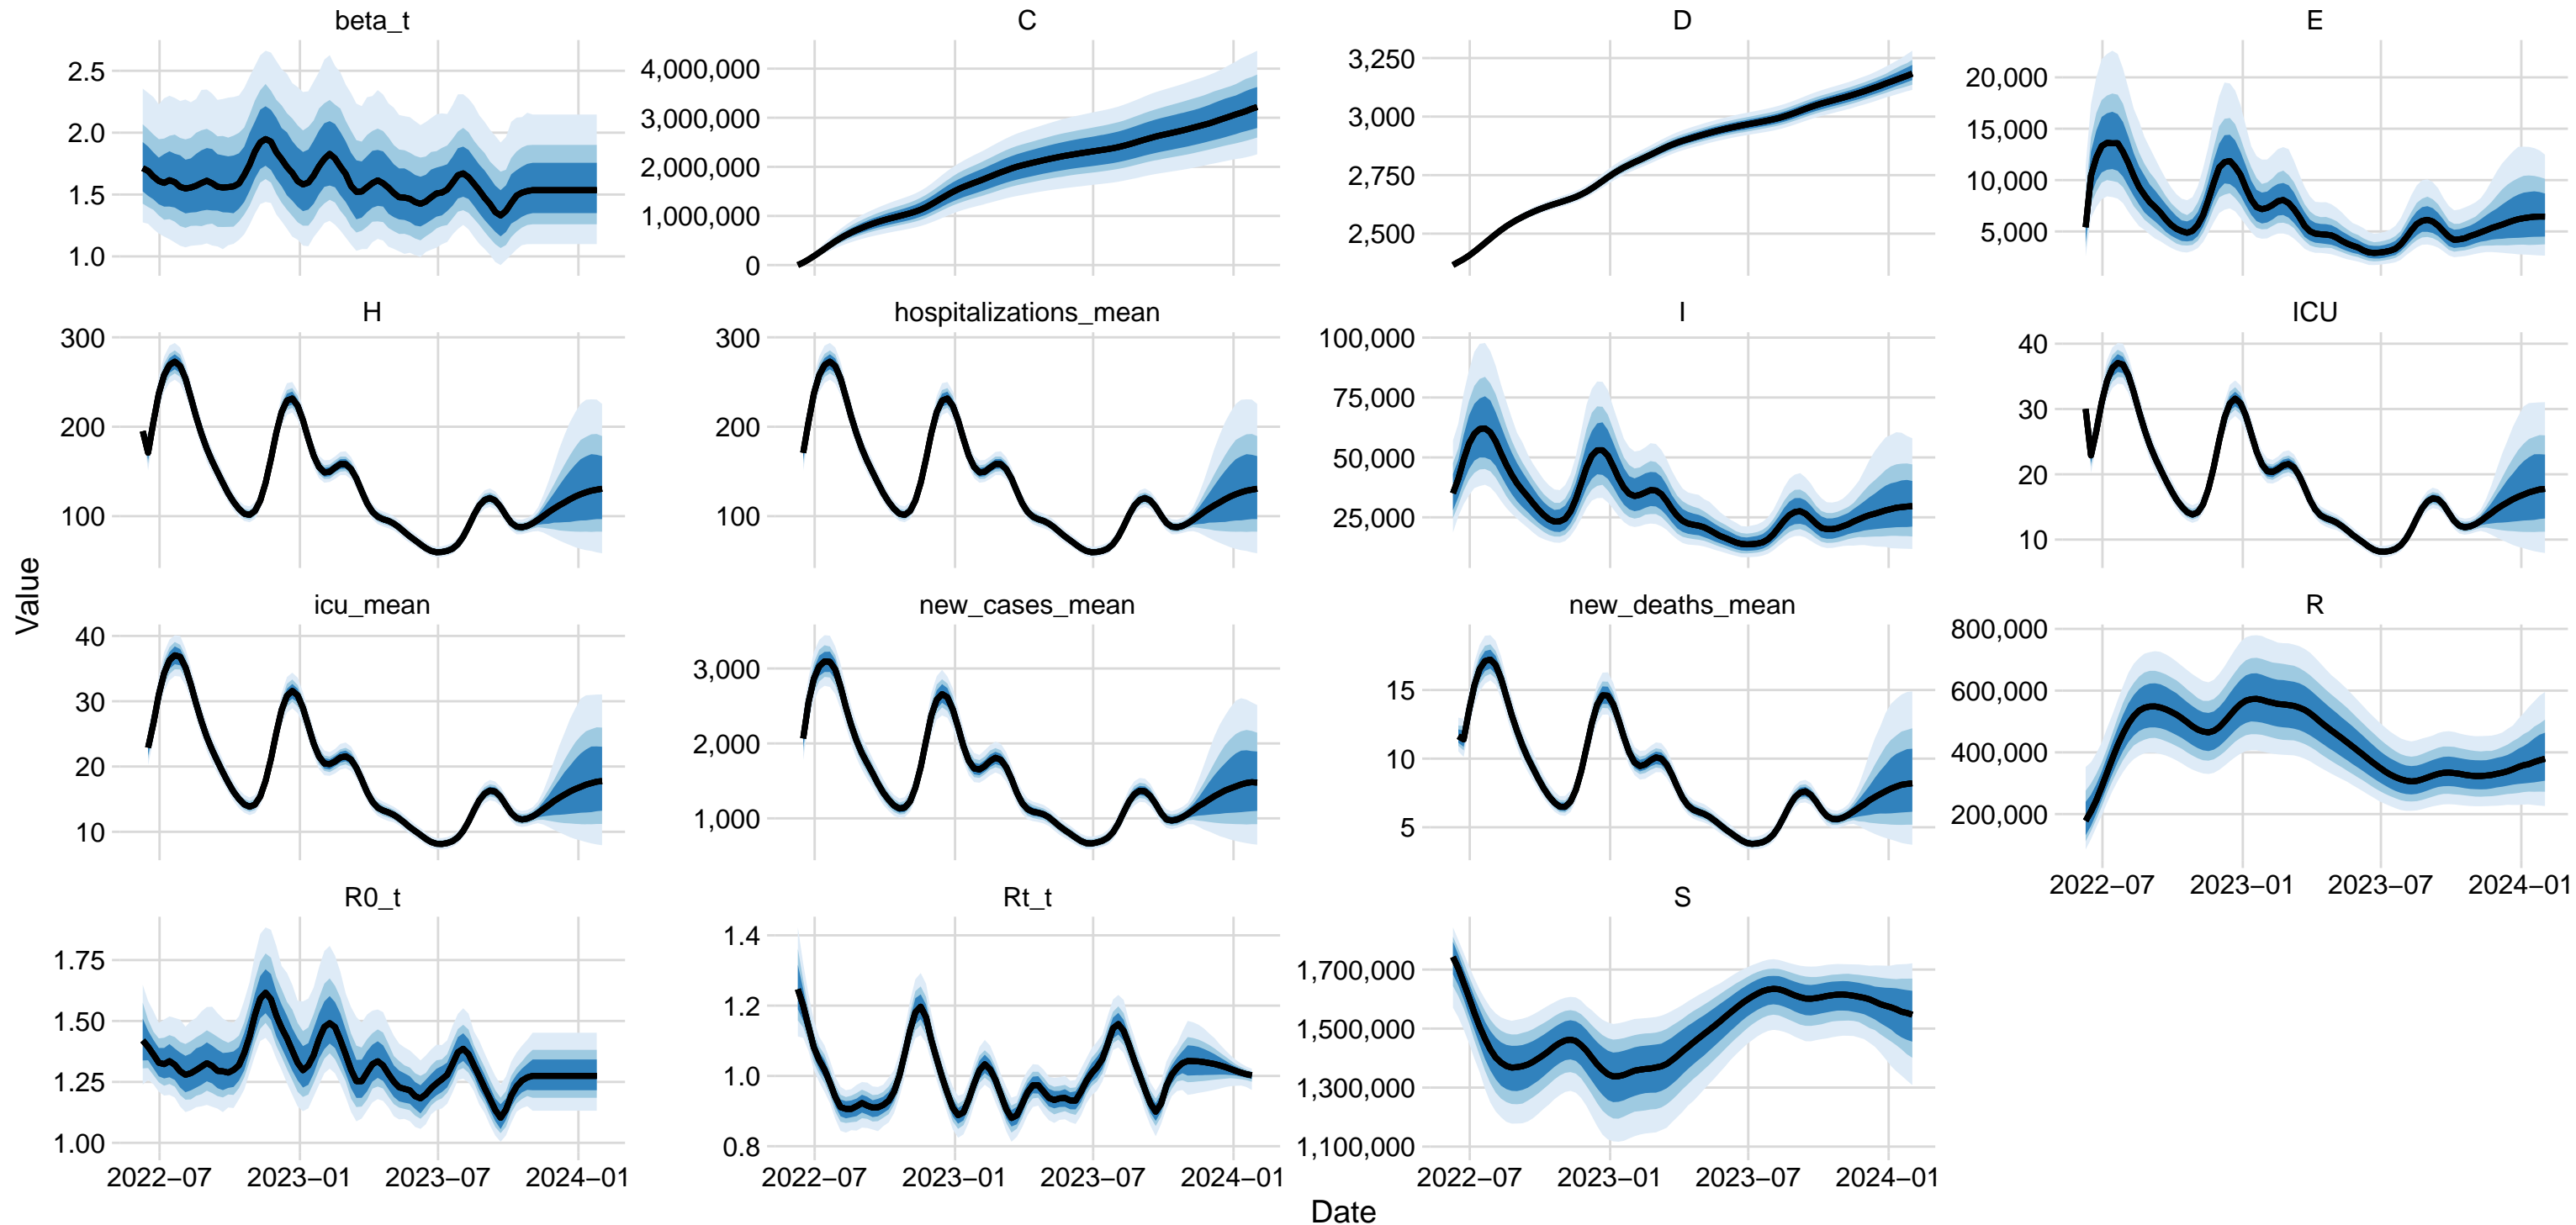 beta_t
C
D
E
2.5
2.0
1.5
1.0
4,000,000
3,000,000
2,000,000
1,000,000
0
3,250
3,000
2,750
2,500
20,000
15,000
10,000
5,000
H
hospitalizations_mean
I
ICU
300
200
100
300
200
100
100,000
75,000
50,000
25,000
40
30
20
10
Value
icu_mean
new_cases_mean
new_deaths_mean
R
40
30
20
10
3,000
2,000
1,000
15
10
5
800,000
600,000
400,000
200,000
2022−07 2023−01 2023−07 2024−01
R0_t
Rt_t
S
1.75
1.50
1.25
1.00
1.4
1.2
1.0
0.8
1,700,000
1,500,000
1,300,000
1,100,000
2022−07 2023−01 2023−07 2024−01
2022−07 2023−01 2023−07 2024−01
2022−07 2023−01 2023−07 2024−01
Date